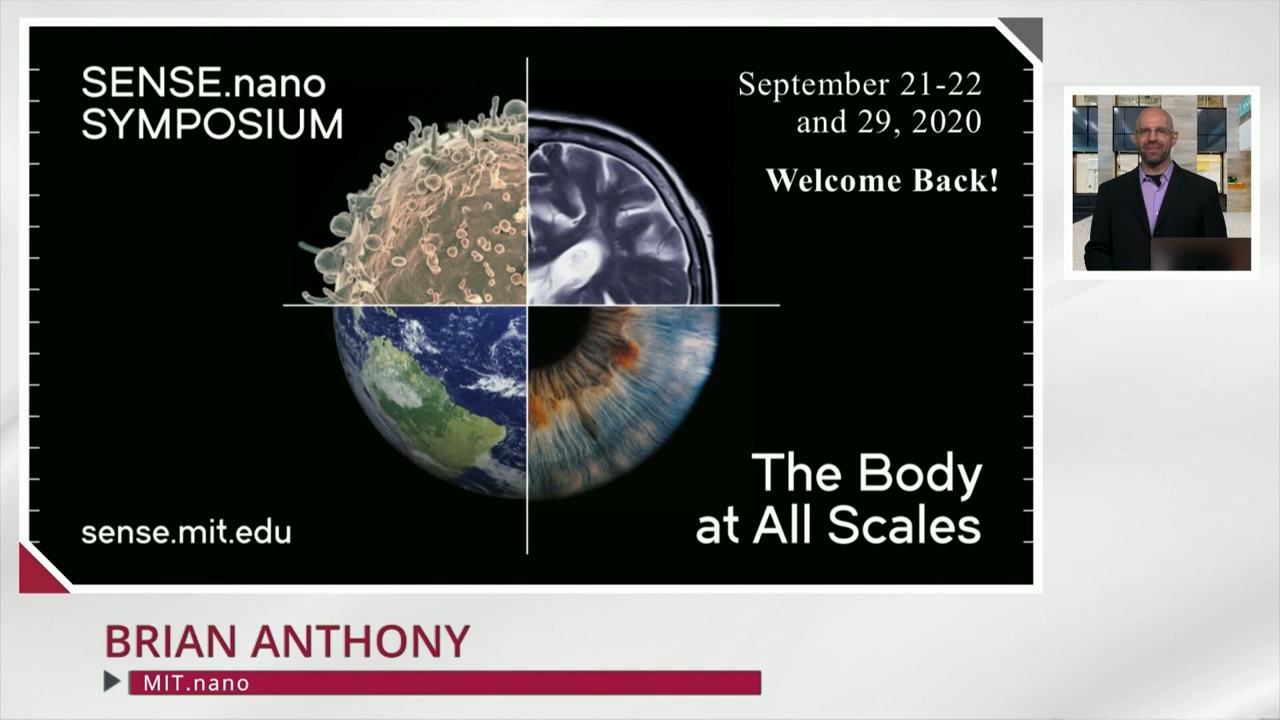 SENSE.nano
SYMPOSIUM
September 21-22
and 29, 2020
Welcome Back!
The Body
at All Scales
sense.mit.edu
BRIAN ANTHONY
MIT.nano